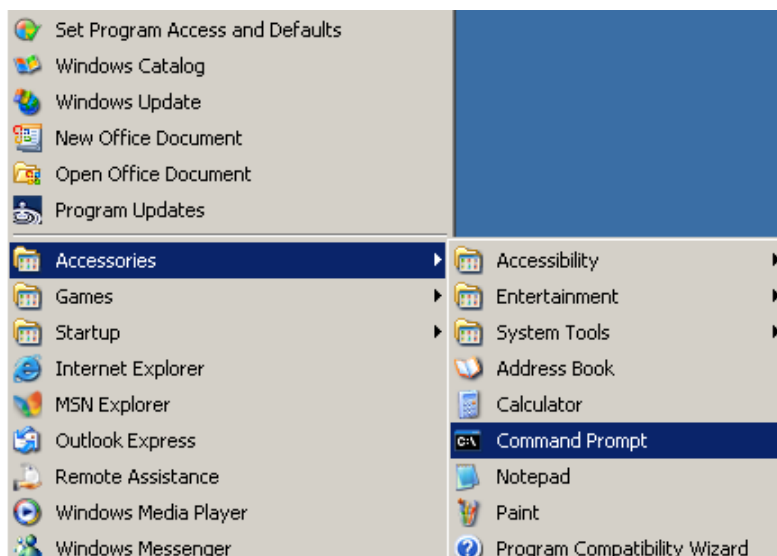 Set Program Access and Defaults
Windows Catalog
Windows Update
New Office Document
Open Office Document
Program Updates
Accessories
Games
Startup
Internet Explorer
MSN Explorer
Outlook Express
Remote Assistance
Windows Media Player
Windows Messenger
Accessibility
Entertainment
System Tools
Address Book
Calculator
C:\ Command Prompt
Notepad
Paint
Program Compatibility Wizard